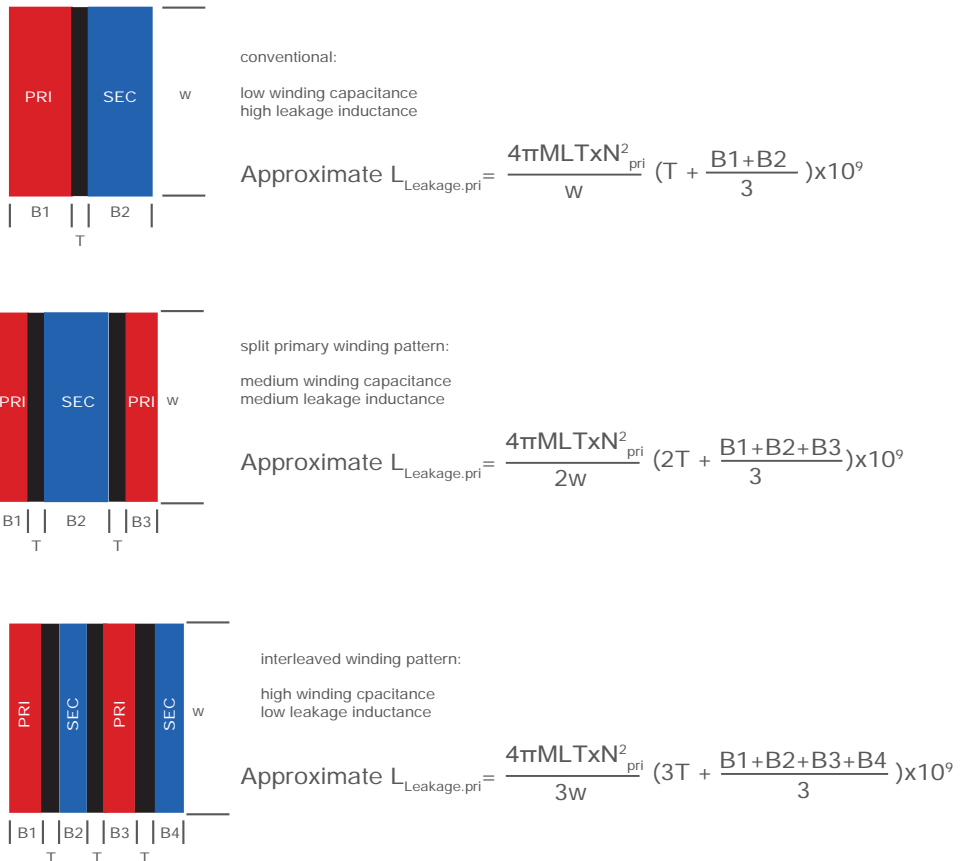 PRI SEC w
B1 B2
T
conventional:
low winding capacitance
high leakage inductance
Approximate L_Leakage.pri = 4πMLTxN²pri / w (T + B1+B2 / 3 )x10⁹
PRI SEC PRI w
B1 B2 B3
T T
split primary winding pattern:
medium winding capacitance
medium leakage inductance
Approximate L_Leakage.pri = 4πMLTxN²pri / 2w (2T + B1+B2+B3 / 3 )x10⁹
PRI SEC PRI SEC w
B1 B2 B3 B4
T T T
interleaved winding pattern:
high winding cpacitance
low leakage inductance
Approximate L_Leakage.pri = 4πMLTxN²pri / 3w (3T + B1+B2+B3+B4 / 3 )x10⁹